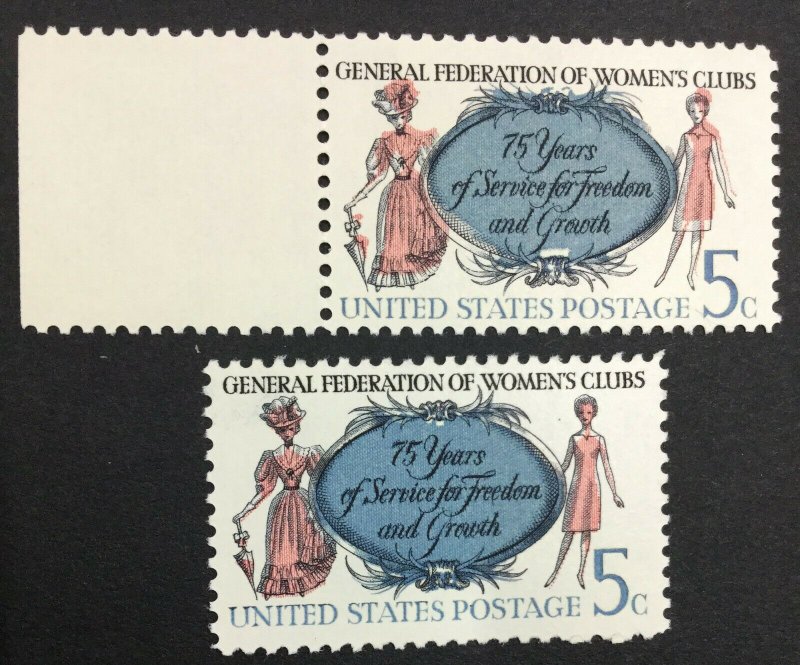 GENERAL FEDERATION OF WOMEN'S CLUBS
75 Years
of Service for Freedom
and Growth
UNITED STATES POSTAGE 5c
GENERAL FEDERATION OF WOMEN'S CLUBS
75 Years
of Service for Freedom
and Growth
UNITED STATES POSTAGE 5c